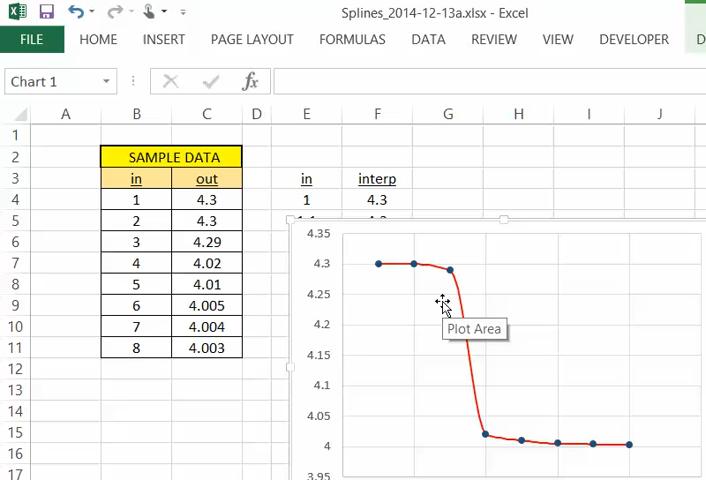 Splines_2014-12-13a.xlsx - Excel
FILE HOME INSERT PAGE LAYOUT FORMULAS DATA REVIEW VIEW DEVELOPER D
Chart 1 fx
A B C D E F G H I J
1
2 SAMPLE DATA
3 in out in interp
4 1 4.3 1 4.3
5 2 4.3
6 3 4.29
7 4 4.02
8 5 4.01
9 6 4.005
10 7 4.004
11 8 4.003
12
13
14
15
16
17
4.35
4.3
4.25
4.2
4.15
4.1
4.05
4
3.95
Plot Area